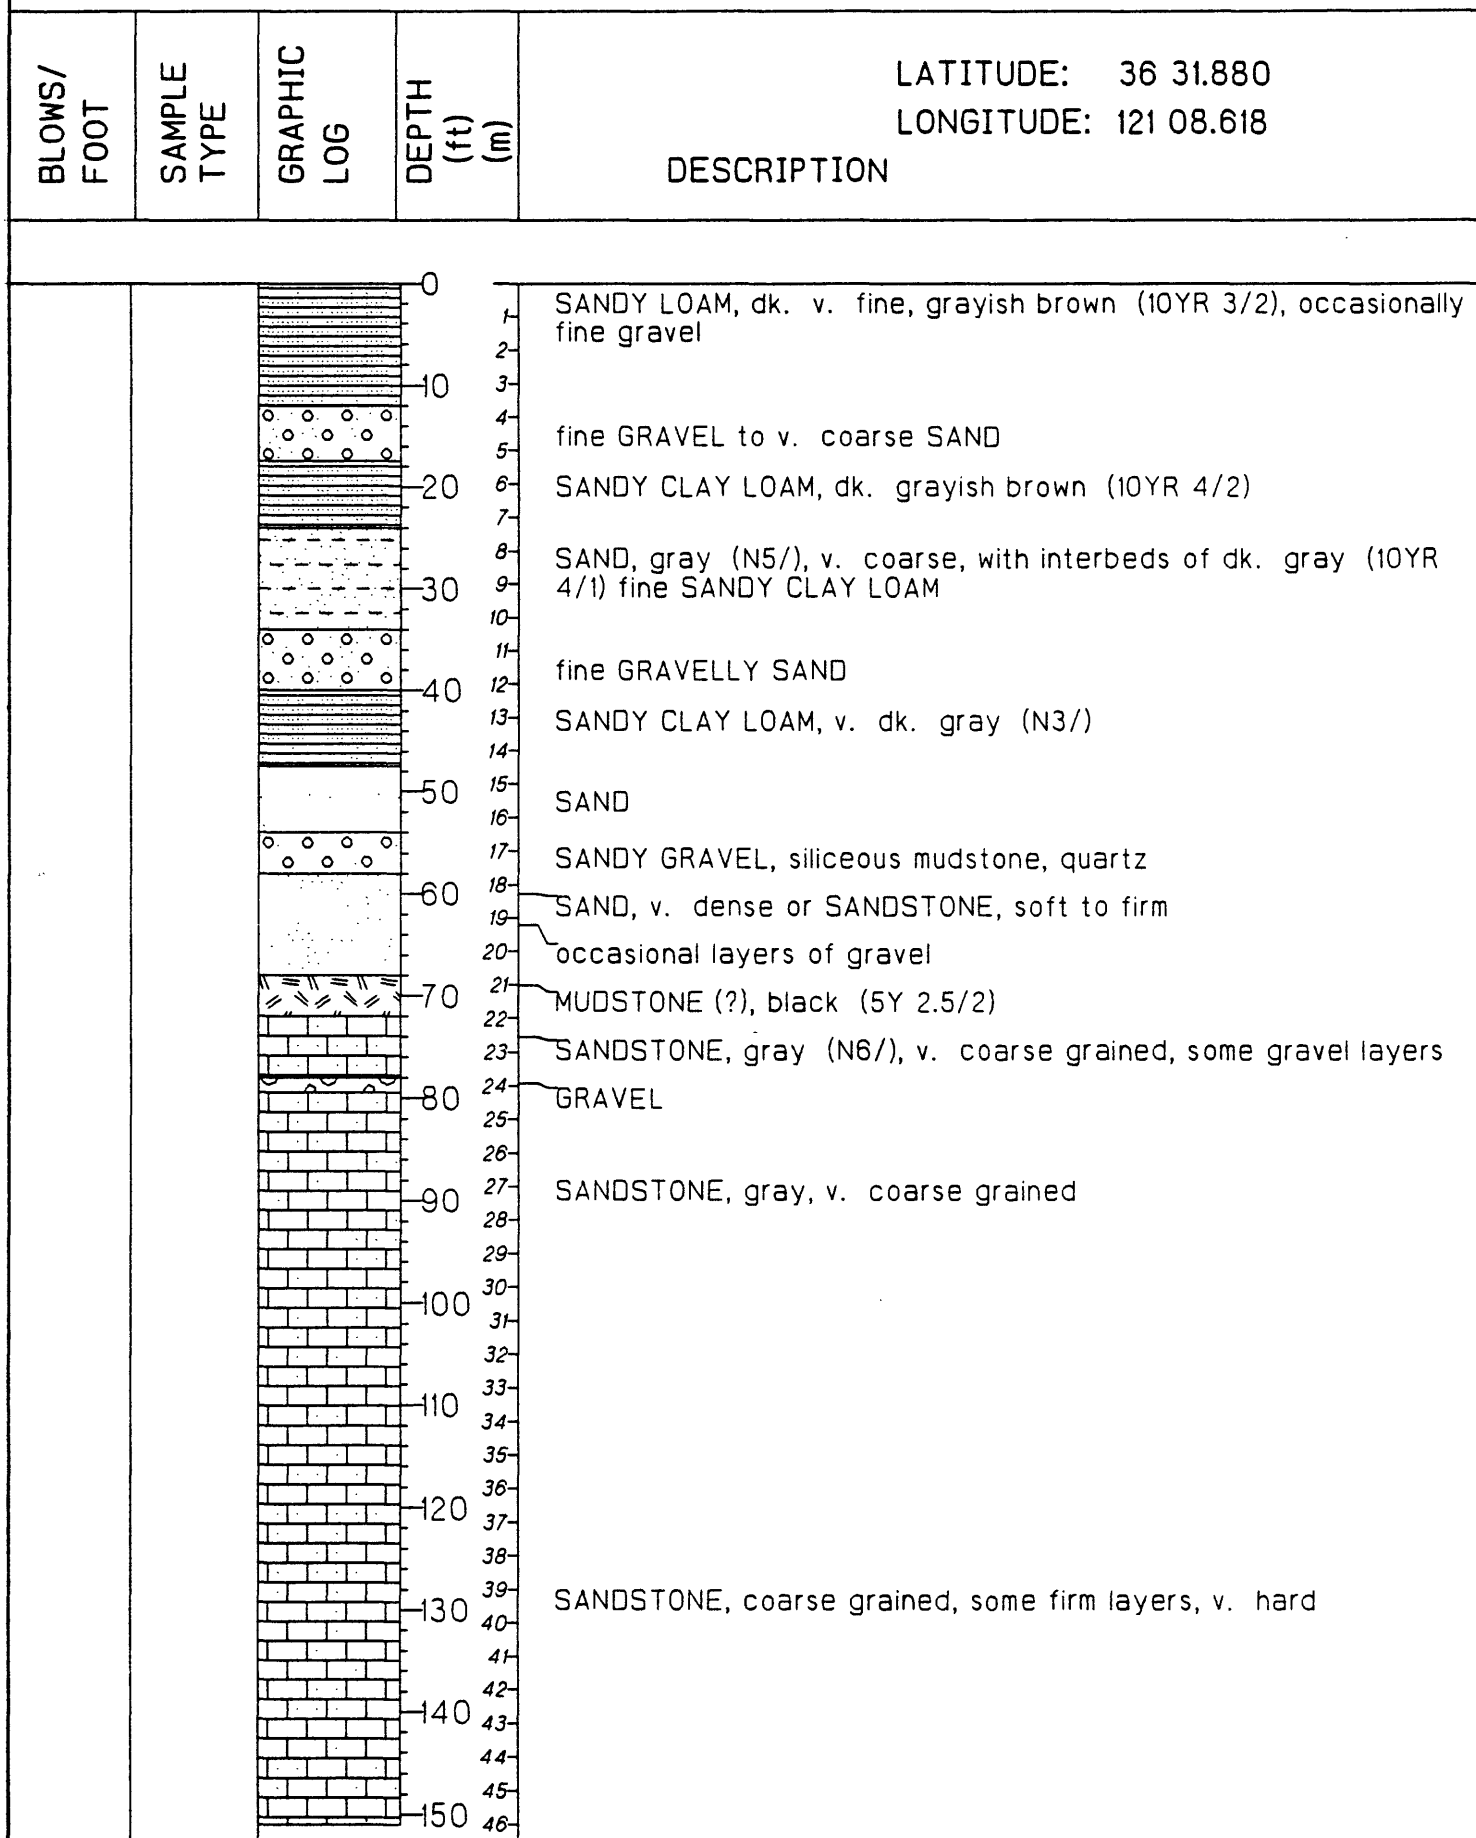 BLOWS/
FOOT
SAMPLE
TYPE
GRAPHIC
LOG
DEPTH
(ft)
(m)
LATITUDE: 36 31.880
LONGITUDE: 121 08.618
DESCRIPTION
0
SANDY LOAM, dk. v. fine, grayish brown (10YR 3/2), occasionally
1
fine gravel
2
10
3
4
fine GRAVEL to v. coarse SAND
5
20
6
SANDY CLAY LOAM, dk. grayish brown (10YR 4/2)
7
8
SAND, gray (N5/), v. coarse, with interbeds of dk. gray (10YR
30
9
4/1) fine SANDY CLAY LOAM
10
11
fine GRAVELLY SAND
40
12
13
SANDY CLAY LOAM, v. dk. gray (N3/)
14
50
15
SAND
16
17
SANDY GRAVEL, siliceous mudstone, quartz
60
18
SAND, v. dense or SANDSTONE, soft to firm
19
20
occasional layers of gravel
21
70
MUDSTONE (?), black (5Y 2.5/2)
22
23
SANDSTONE, gray (N6/), v. coarse grained, some gravel layers
24
80
GRAVEL
25
26
27
90
SANDSTONE, gray, v. coarse grained
28
29
30
100
31
32
33
110
34
35
36
120
37
38
39
130
SANDSTONE, coarse grained, some firm layers, v. hard
40
41
42
140
43
44
45
150
46